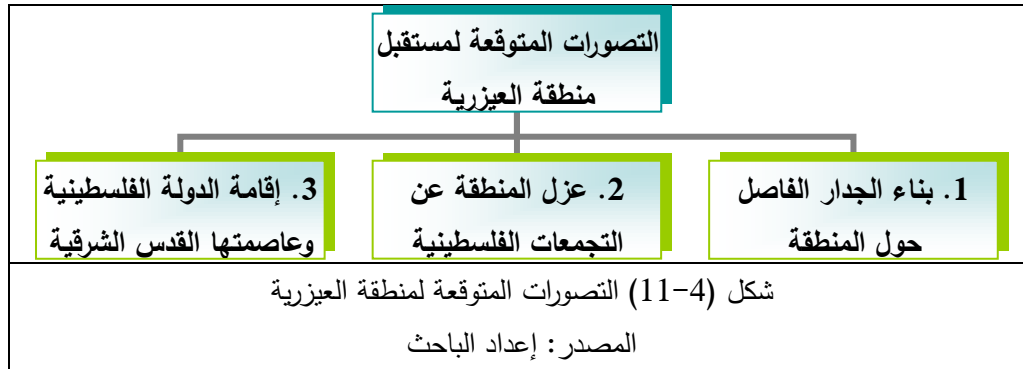 التصورات المتوقعة لمستقبل
منطقة العيزرية
1. بناء الجدار الفاصل
حول المنطقة
2. عزل المنطقة عن
التجمعات الفلسطينية
3. إقامة الدولة الفلسطينية
وعاصمتها القدس الشرقية
شكل (4-11) التصورات المتوقعة لمنطقة العيزرية
المصدر: إعداد الباحث